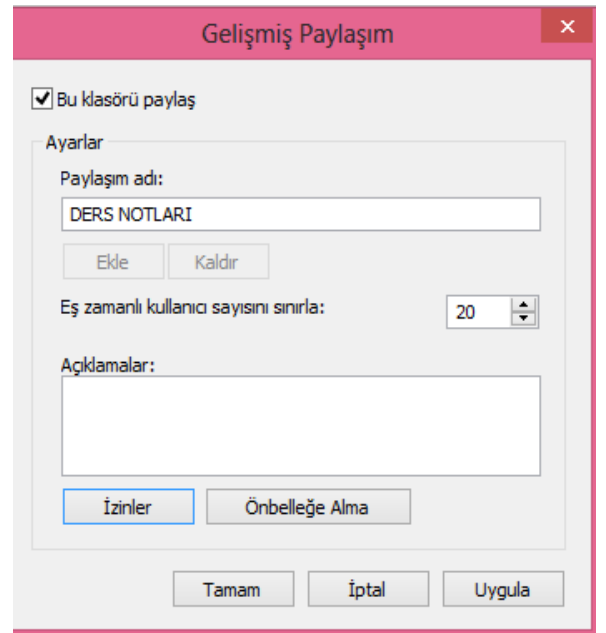 Gelişmiş Paylaşım
Bu klasörü paylaş
Ayarlar
Paylaşım adı:
DERS NOTLARI
Ekle Kaldır
Eş zamanlı kullanıcı sayısını sınırla: 20
Açıklamalar:
İzinler Önbelleğe Alma
Tamam İptal Uygula